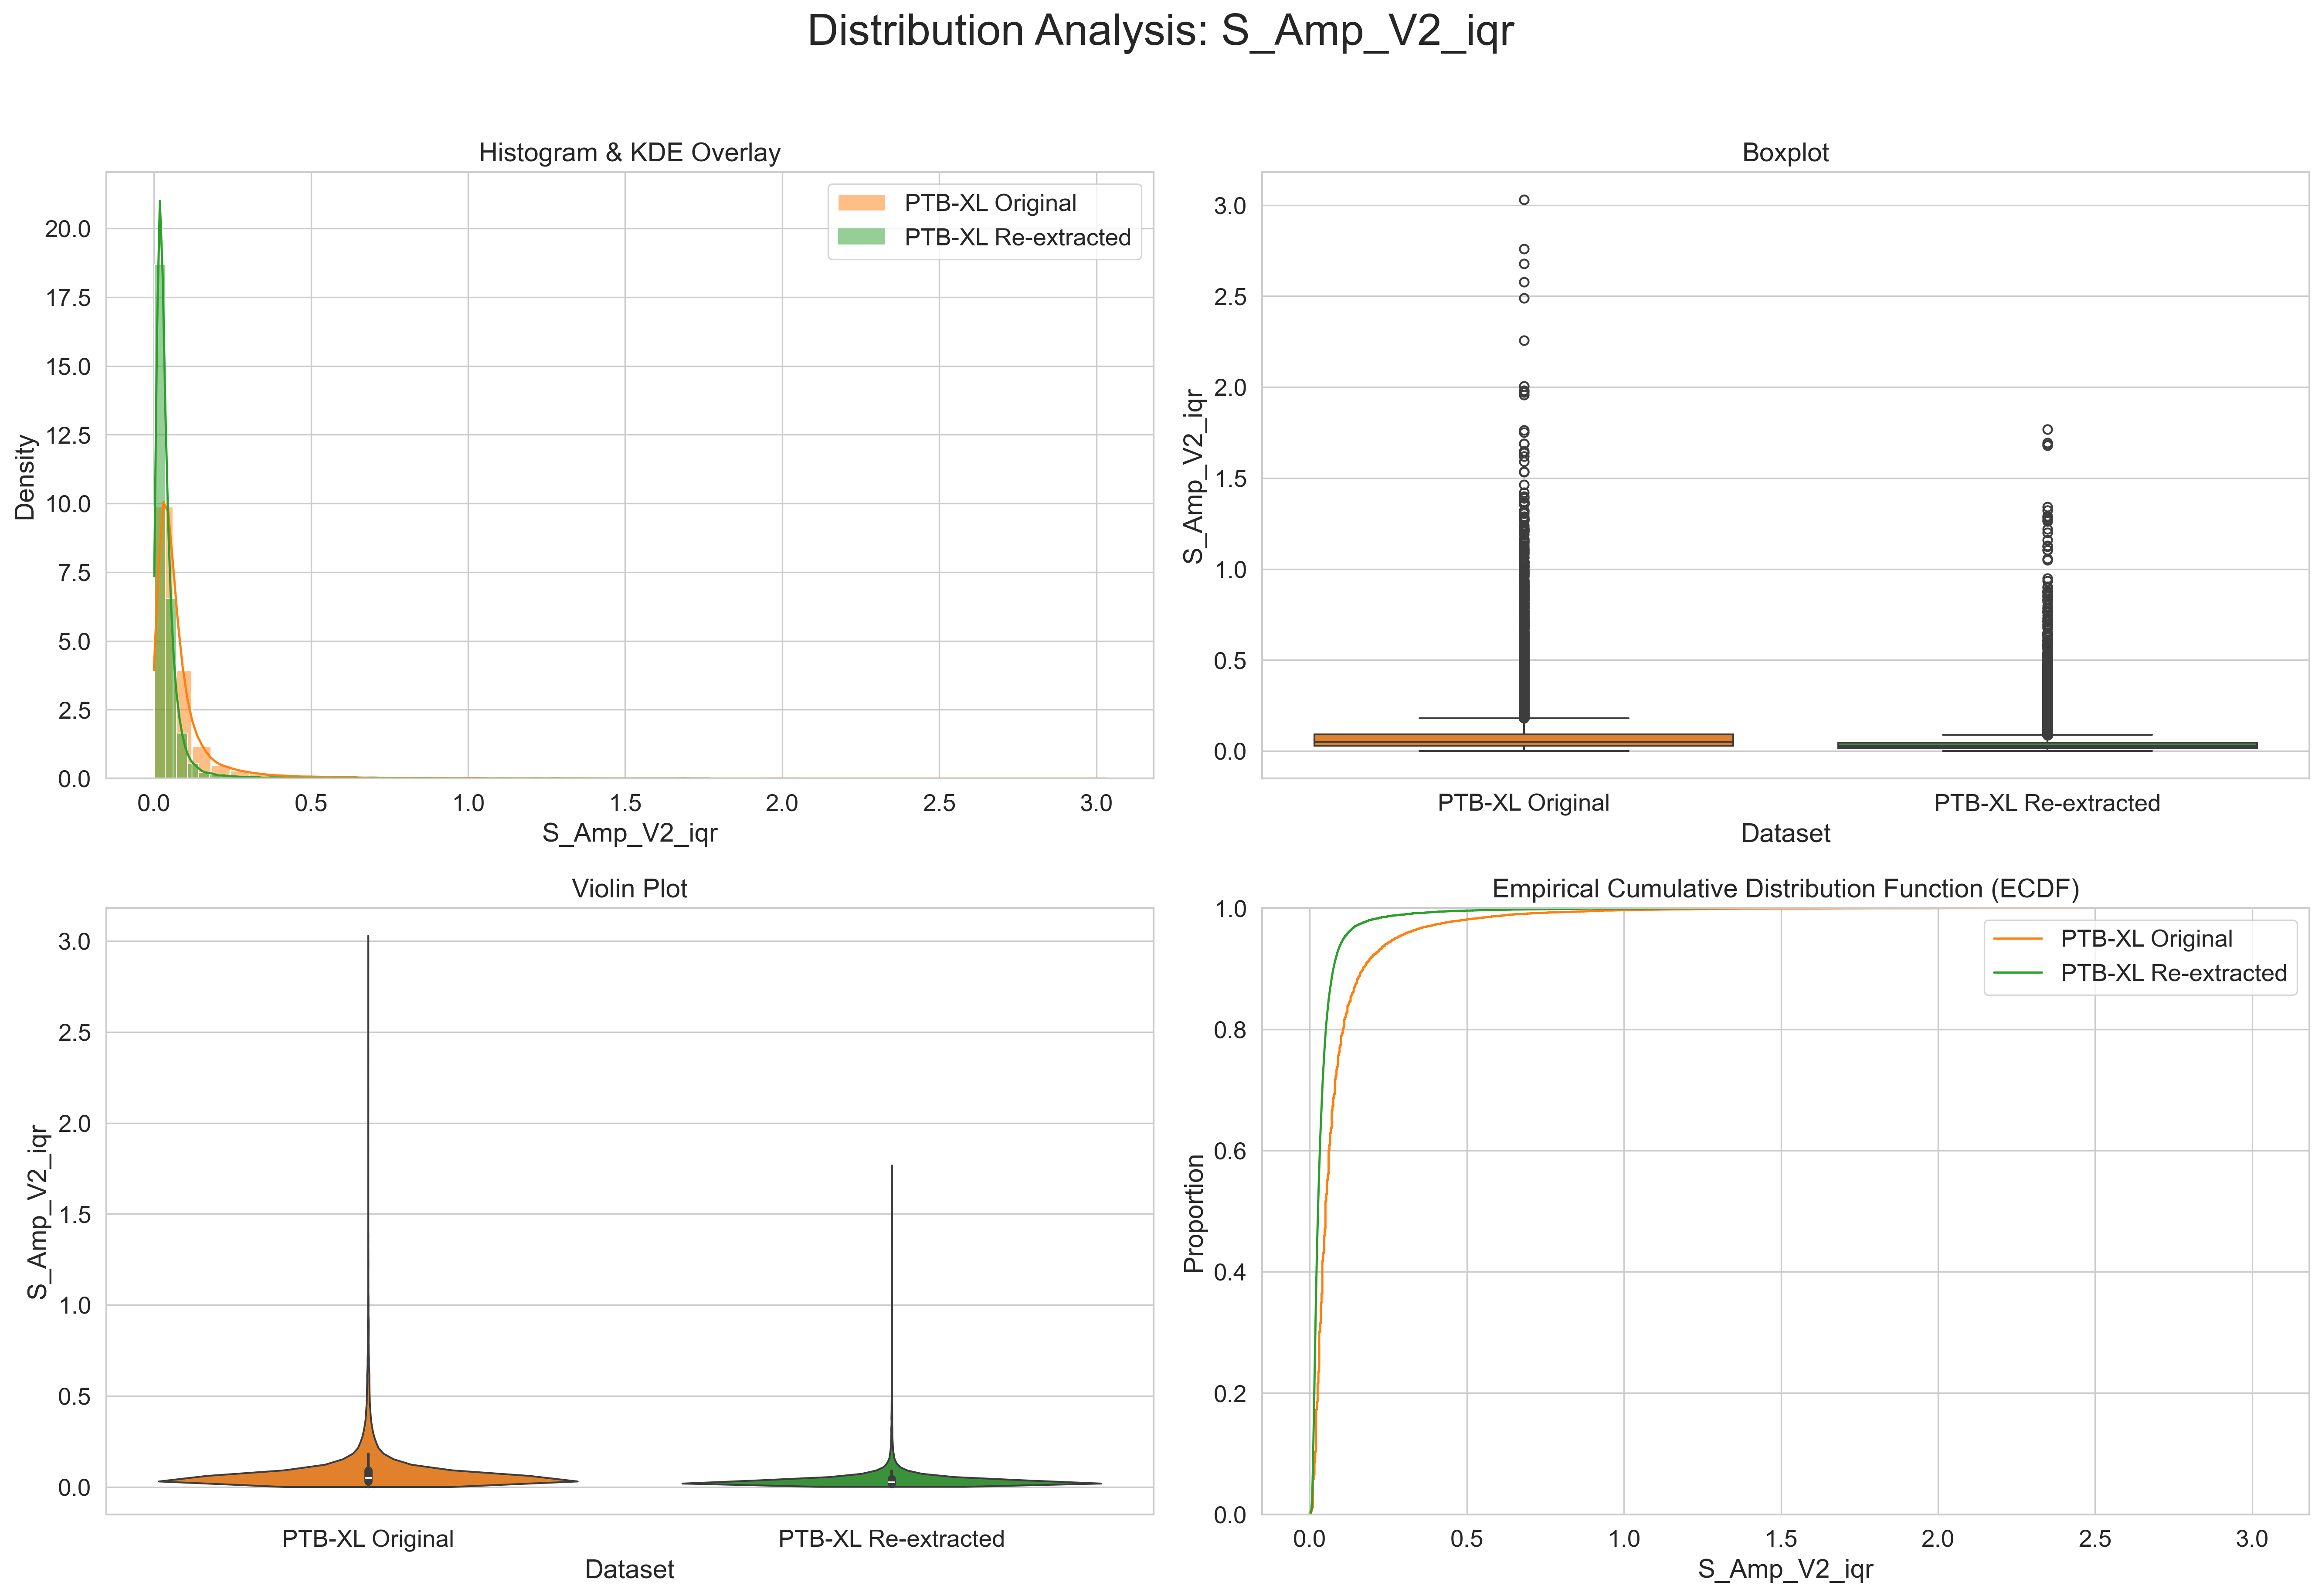 Distribution Analysis: S_Amp_V2_iqr
Histogram & KDE Overlay
PTB-XL Original
PTB-XL Re-extracted
20.0
17.5
15.0
12.5
10.0
7.5
5.0
2.5
0.0
Density
0.0 0.5 1.0 1.5 2.0 2.5 3.0
S_Amp_V2_iqr
Boxplot
3.0
2.5
2.0
1.5
1.0
0.5
0.0
S_Amp_V2_iqr
PTB-XL Original PTB-XL Re-extracted
Dataset
Violin Plot
3.0
2.5
2.0
1.5
1.0
0.5
0.0
S_Amp_V2_iqr
PTB-XL Original PTB-XL Re-extracted
Dataset
Empirical Cumulative Distribution Function (ECDF)
PTB-XL Original
PTB-XL Re-extracted
1.0
0.8
0.6
0.4
0.2
0.0
Proportion
0.0 0.5 1.0 1.5 2.0 2.5 3.0
S_Amp_V2_iqr